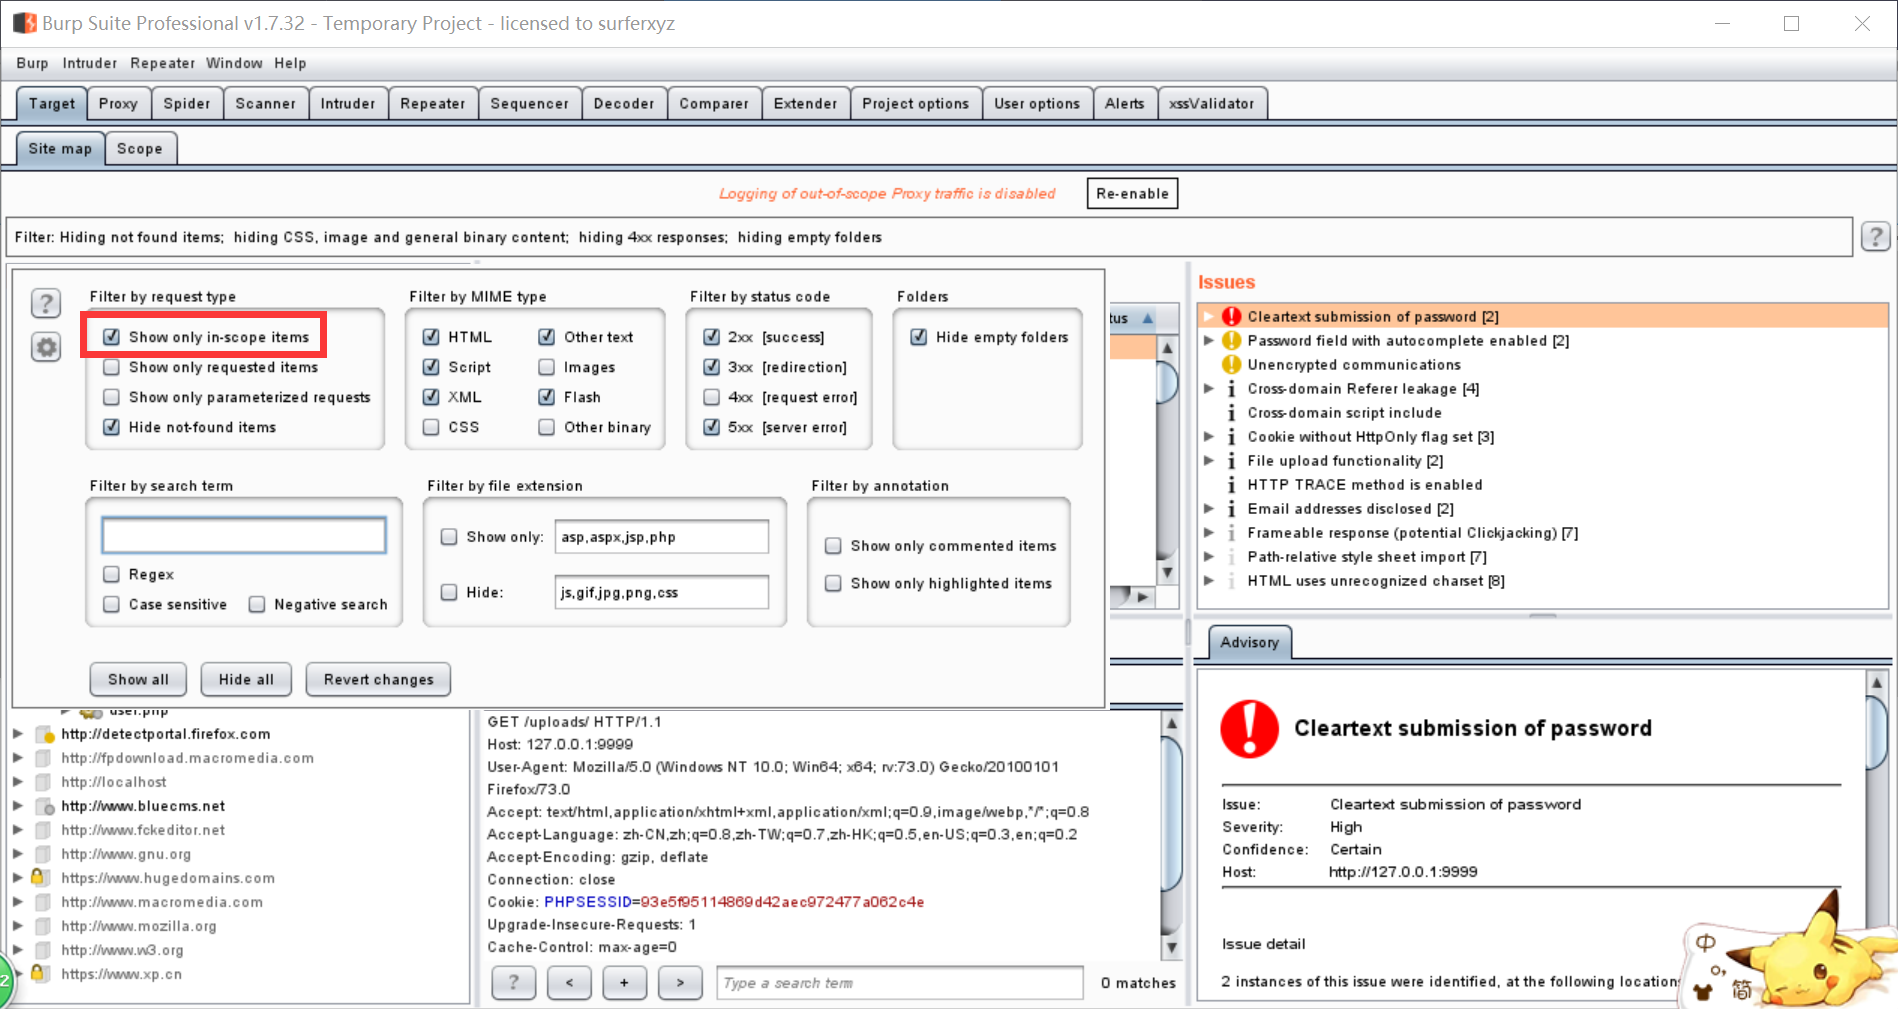 Burp Suite Professional v1.7.32 - Temporary Project - licensed to surferxyz
Burp Intruder Repeater Window Help
Target Proxy Spider Scanner Intruder Repeater Sequencer Decoder Comparer Extender Project options User options Alerts xssValidator
Site map Scope
Logging of out-of-scope Proxy traffic is disabled Re-enable
Filter: Hiding not found items; hiding CSS, image and general binary content; hiding 4xx responses; hiding empty folders ?
? Filter by request type
Show only in-scope items
Show only requested items
Show only parameterized requests
Hide not-found items
Filter by MIME type
HTML Other text
Script Images
XML Flash
CSS Other binary
Filter by status code
2xx [success]
3xx [redirection]
4xx [request error]
5xx [server error]
Folders
Hide empty folders
Filter by search term
Regex
Case sensitive Negative search
Filter by file extension
Show only: asp,aspx,jsp,php
Hide: js,gif,jpg,png,css
Filter by annotation
Show only commented items
Show only highlighted items
Show all Hide all Revert changes
tus
user.php
http://detectportal.firefox.com
http://fpdownload.macromedia.com
http://localhost
http://www.bluecms.net
http://www.fckeditor.net
http://www.gnu.org
https://www.hugedomains.com
http://www.macromedia.com
http://www.mozilla.org
http://www.w3.org
https://www.xp.cn
2
GET /uploads/ HTTP/1.1
Host: 127.0.0.1:9999
User-Agent: Mozilla/5.0 (Windows NT 10.0; Win64; x64; rv:73.0) Gecko/20100101
Firefox/73.0
Accept: text/html,application/xhtml+xml,application/xml;q=0.9,image/webp,*/*;q=0.8
Accept-Language: zh-CN,zh;q=0.8,zh-TW;q=0.7,zh-HK;q=0.5,en-US;q=0.3,en;q=0.2
Accept-Encoding: gzip, deflate
Connection: close
Cookie: PHPSESSID=93e5f95114869d42aec972477a062c4e
Upgrade-Insecure-Requests: 1
Cache-Control: max-age=0
? < + > Type a search term 0 matches
Issues
Cleartext submission of password [2]
Password field with autocomplete enabled [2]
Unencrypted communications
Cross-domain Referer leakage [4]
Cross-domain script include
Cookie without HttpOnly flag set [3]
File upload functionality [2]
HTTP TRACE method is enabled
Email addresses disclosed [2]
Frameable response (potential Clickjacking) [7]
Path-relative style sheet import [7]
HTML uses unrecognized charset [8]
Advisory
Cleartext submission of password
Issue: Cleartext submission of password
Severity: High
Confidence: Certain
Host: http://127.0.0.1:9999
Issue detail
2 instances of this issue were identified, at the following locations
中
简